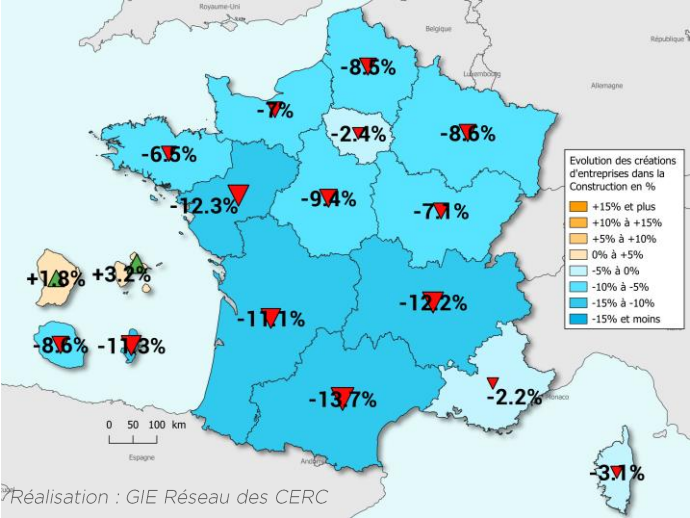 Royaume-Uni
Belgique
République
Luxembourg
Allemagne
-8.6%
-7%
-2.4%
-8.6%
-6.5%
-12.3%
-9.4%
-7.1%
Evolution des créations
d'entreprises dans la
Construction en %
+15% et plus
+10% à +15%
+5% à +10%
0% à +5%
-5% à 0%
-10% à -5%
-15% à -10%
-15% et moins
+1.8%
+3.2%
-8.6%
-11.3%
-11.1%
-12.2%
-13.7%
-2.2%
Monaco
0 50 km
Espagne
-3.1%
Réalisation : GIE Réseau des CERC